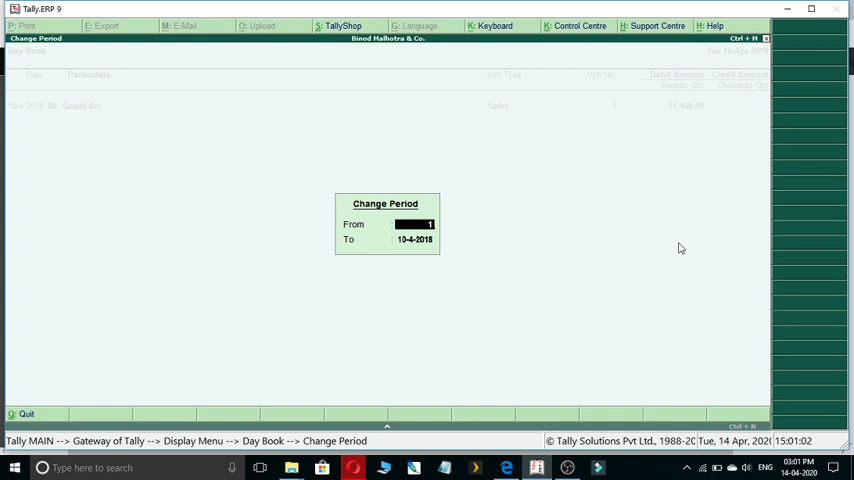 Tally.ERP 9
P: Print E: Export M: E-Mail O: Upload S: TallyShop G: Language K: Keyboard K: Control Centre H: Support Centre H: Help
Change Period Binod Malhotra & Co. Ctrl + M
Day Book For 10-Apr-2018
Date Particulars Vch Type Vch No. Debit Amount Credit Amount
Inwards Qty Outwards Qty
10-4-2018 Mr. Gopal A/c Sales 1
Change Period
From : 1
To : 10-4-2018
Q: Quit
Ctrl + N
Tally MAIN --> Gateway of Tally --> Display Menu --> Day Book --> Change Period © Tally Solutions Pvt Ltd., 1988-20 Tue, 14 Apr, 2020 15:01:02
Type here to search ENG 03:01 PM
14-04-2020